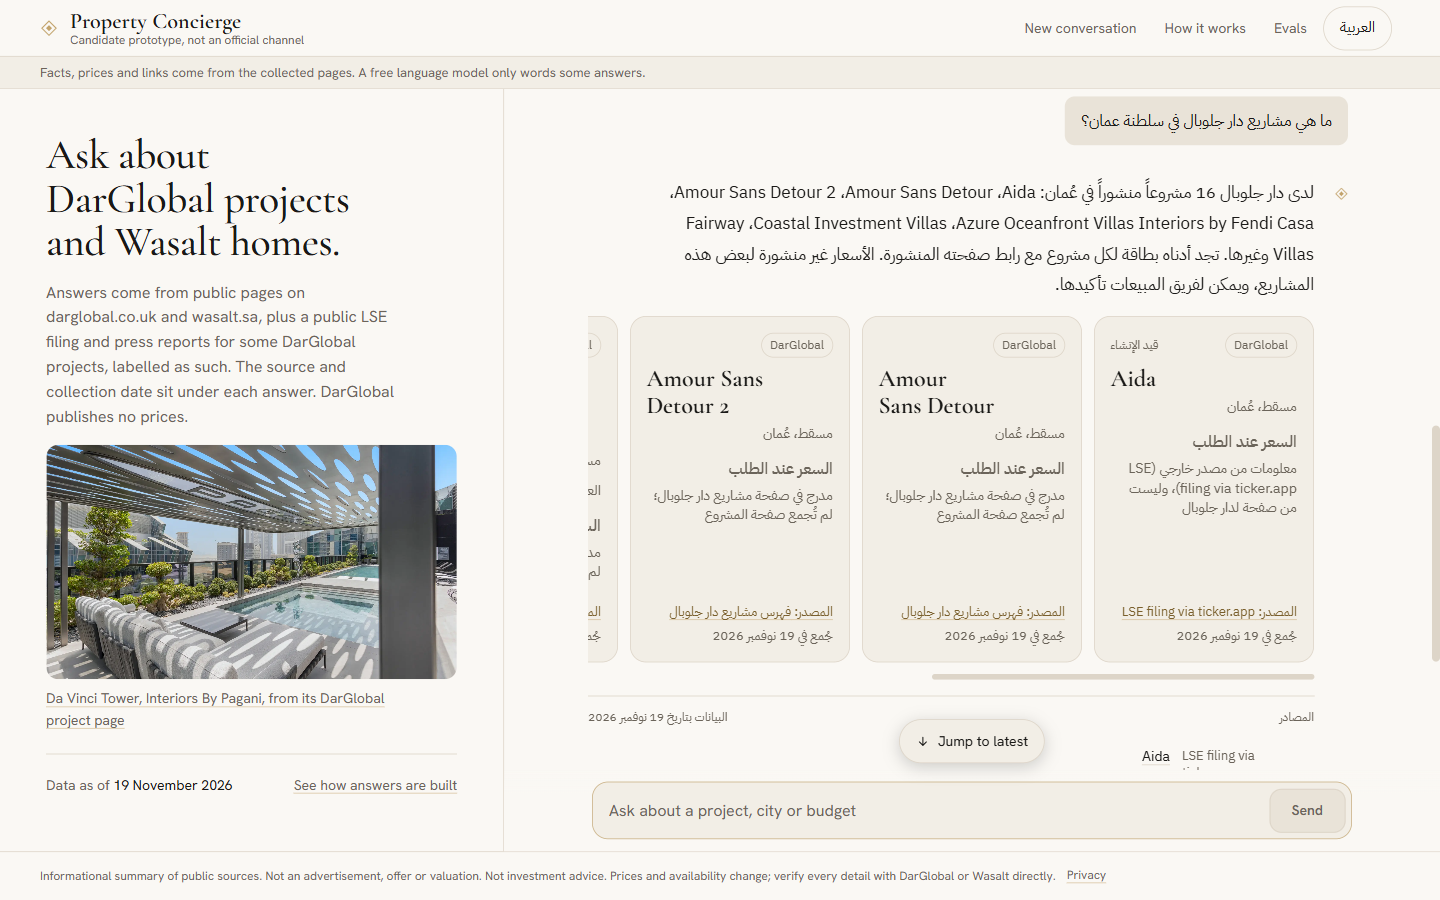 Property Concierge
Candidate prototype, not an official channel
New conversation
How it works
Evals
العربية
Facts, prices and links come from the collected pages. A free language model only words some answers.
Ask about
DarGlobal projects
and Wasalt homes.
Answers come from public pages on
darglobal.co.uk and wasalt.sa, plus a public LSE
filing and press reports for some DarGlobal
projects, labelled as such. The source and
collection date sit under each answer. DarGlobal
publishes no prices.
Da Vinci Tower, Interiors By Pagani, from its DarGlobal
project page
Data as of 19 November 2026
See how answers are built
ما هي مشاريع دار جلوبال في سلطنة عمان؟
لدى دار جلوبال 16 مشروعاً منشوراً في عُمان: Aida، Amour Sans Detour، Amour Sans Detour 2،
Azure Oceanfront Villas Interiors by Fendi Casa، Coastal Investment Villas، Fairway
Villas وغيرها. تجد أدناه بطاقة لكل مشروع مع رابط صفحته المنشورة. الأسعار غير منشورة لبعض هذه
المشاريع، ويمكن لفريق المبيعات تأكيدها.
DarGlobal
قيد الإنشاء
Aida
مسقط، عُمان
السعر عند الطلب
معلومات من مصدر خارجي (LSE
filing via ticker.app)، وليست
من صفحة لدار جلوبال
المصدر: LSE filing via ticker.app
جُمع في 19 نوفمبر 2026
DarGlobal
Amour
Sans Detour
مسقط، عُمان
السعر عند الطلب
مدرج في صفحة مشاريع دار جلوبال؛
لم تُجمع صفحة المشروع
المصدر: فهرس مشاريع دار جلوبال
جُمع في 19 نوفمبر 2026
DarGlobal
Amour Sans
Detour 2
مسقط، عُمان
السعر عند الطلب
مدرج في صفحة مشاريع دار جلوبال؛
لم تُجمع صفحة المشروع
المصدر: فهرس مشاريع دار جلوبال
جُمع في 19 نوفمبر 2026
المصادر
البيانات بتاريخ 19 نوفمبر 2026
Jump to latest
Aida
LSE filing via
Ask about a project, city or budget
Send
Informational summary of public sources. Not an advertisement, offer or valuation. Not investment advice. Prices and availability change; verify every detail with DarGlobal or Wasalt directly.
Privacy